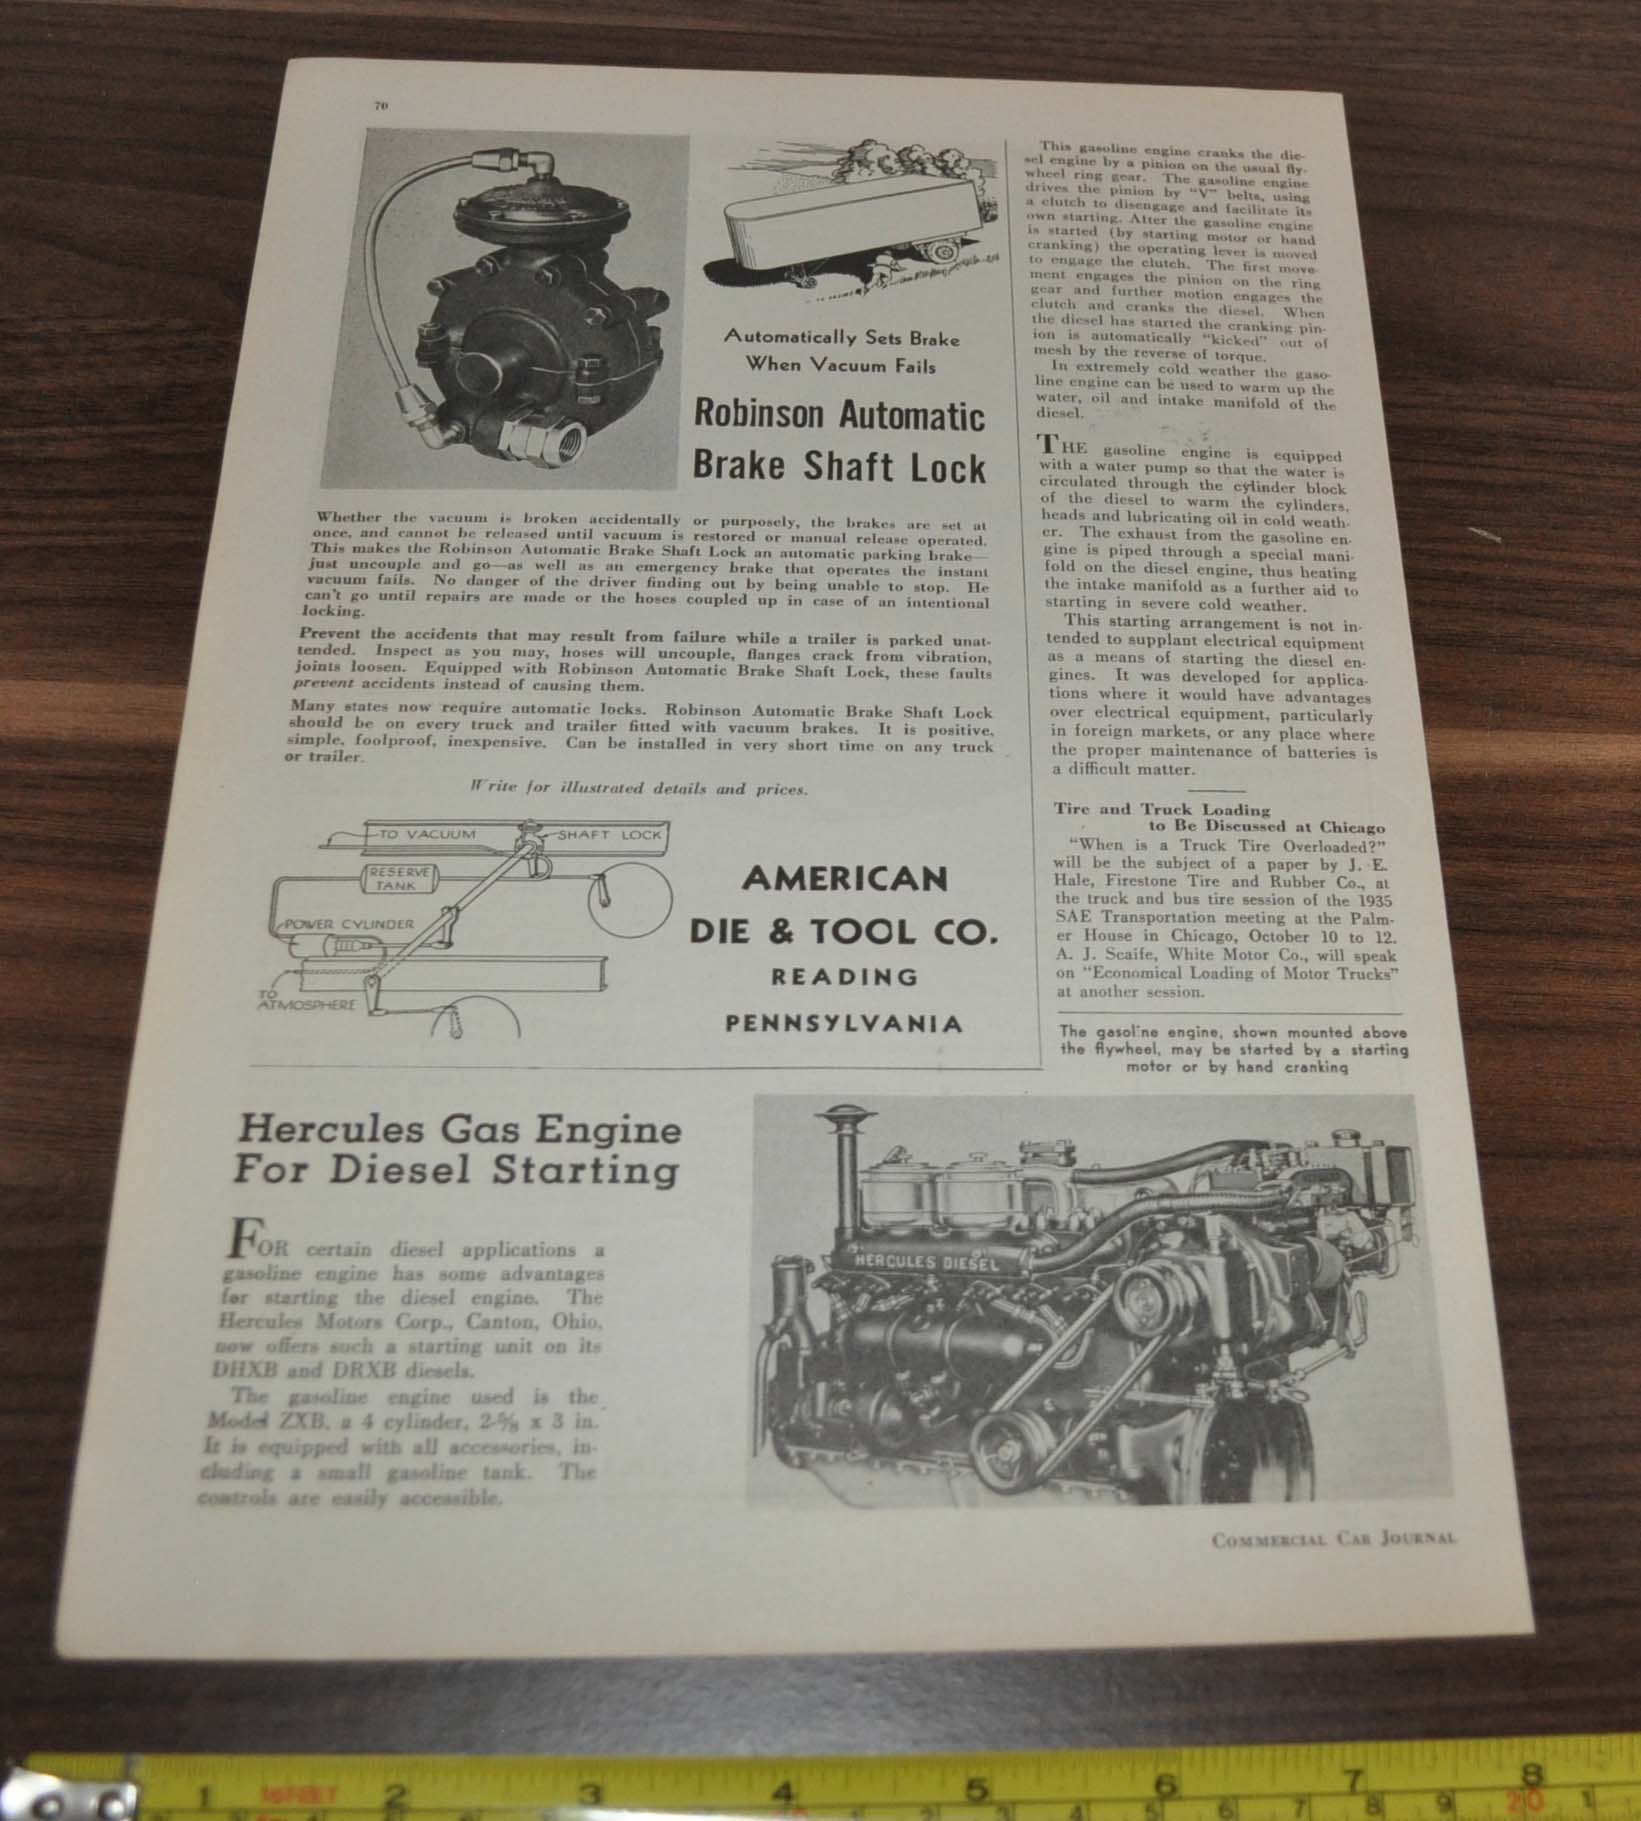 70
Automatically Sets Brake
When Vacuum Fails
Robinson Automatic
Brake Shaft Lock
Whether the vacuum is broken accidentally or purposely, the brakes are set at
once, and cannot be released until vacuum is restored or manual release operated.
This makes the Robinson Automatic Brake Shaft Lock an automatic parking brake—
just uncouple and go—as well as an emergency brake that operates the instant
vacuum fails. No danger of the driver finding out by being unable to stop. He
can't go until repairs are made or the hoses coupled up in case of an intentional
locking.
Prevent the accidents that may result from failure while a trailer is parked unat-
tended. Inspect as you may, hoses will uncouple, flanges crack from vibration,
joints loosen. Equipped with Robinson Automatic Brake Shaft Lock, these faults
prevent accidents instead of causing them.
Many states now require automatic locks. Robinson Automatic Brake Shaft Lock
should be on every truck and trailer fitted with vacuum brakes. It is positive,
simple, foolproof, inexpensive. Can be installed in very short time on any truck
or trailer.
Write for illustrated details and prices.
TO VACUUM
SHAFT LOCK
RESERVE
TANK
POWER CYLINDER
TO
ATMOSPHERE
AMERICAN
DIE & TOOL CO.
READING
PENNSYLVANIA
This gasoline engine cranks the die-
sel engine by a pinion on the usual fly-
wheel ring gear. The gasoline engine
drives the pinion by "V" belts, using
a clutch to disengage and facilitate its
own starting. After the gasoline engine
is started (by starting motor or hand
cranking) the operating lever is moved
to engage the clutch. The first move-
ment engages the pinion on the ring
gear and further motion engages the
clutch and cranks the diesel. When
the diesel has started the cranking pin-
ion is automatically "kicked" out of
mesh by the reverse of torque.
In extremely cold weather the gaso-
line engine can be used to warm up the
water, oil and intake manifold of the
diesel.
THE gasoline engine is equipped
with a water pump so that the water is
circulated through the cylinder block
of the diesel to warm the cylinders,
heads and lubricating oil in cold weath-
er. The exhaust from the gasoline en-
gine is piped through a special mani-
fold on the diesel engine, thus heating
the intake manifold as a further aid to
starting in severe cold weather.
This starting arrangement is not in-
tended to supplant electrical equipment
as a means of starting the diesel en-
gines. It was developed for applica-
tions where it would have advantages
over electrical equipment, particularly
in foreign markets, or any place where
the proper maintenance of batteries is
a difficult matter.
Tire and Truck Loading
to Be Discussed at Chicago
"When is a Truck Tire Overloaded?"
will be the subject of a paper by J. E.
Hale, Firestone Tire and Rubber Co., at
the truck and bus tire session of the 1935
SAE Transportation meeting at the Palm-
er House in Chicago, October 10 to 12.
A. J. Scaife, White Motor Co., will speak
on "Economical Loading of Motor Trucks"
at another session.
The gasoline engine, shown mounted above
the flywheel, may be started by a starting
motor or by hand cranking
Hercules Gas Engine
For Diesel Starting
FOR certain diesel applications a
gasoline engine has some advantages
for starting the diesel engine. The
Hercules Motors Corp., Canton, Ohio,
now offers such a starting unit on its
DHXB and DRXB diesels.
The gasoline engine used is the
Model ZXB, a 4 cylinder, 2-5/8 x 3 in.
It is equipped with all accessories, in-
cluding a small gasoline tank. The
controls are easily accessible.
HERCULES DIESEL
COMMERCIAL CAR JOURNAL
1 2 3 4 5 6 7 8
1 2 3 4 5 6 7 8 9 20 1